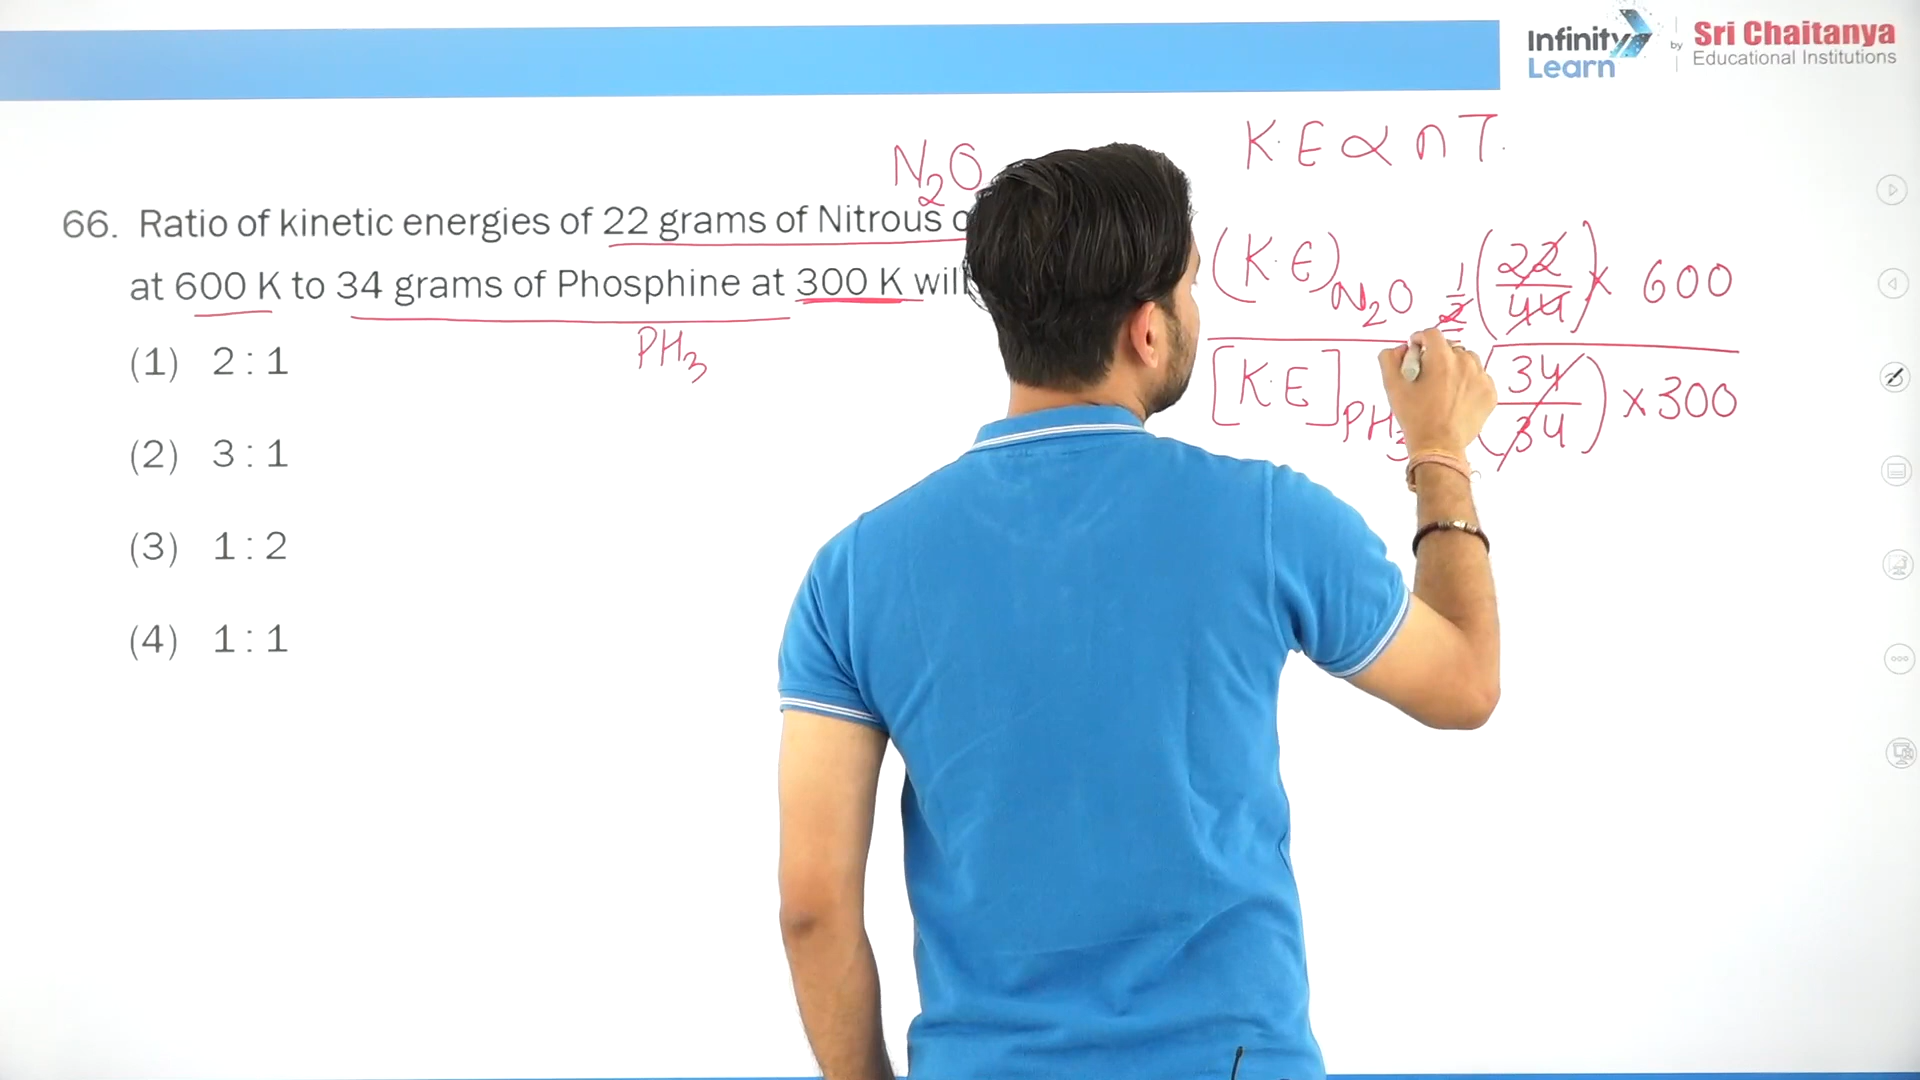 Infinity Learn by Sri Chaitanya Educational Institutions
K.E ∝ nT.
N2O
66. Ratio of kinetic energies of 22 grams of Nitrous
at 600 K to 34 grams of Phosphine at 300 K will
PH3
(K.E)N2O 1/2 (22/44) × 600
[K.E]PH3 (34/34) × 300
(1) 2 : 1
(2) 3 : 1
(3) 1 : 2
(4) 1 : 1